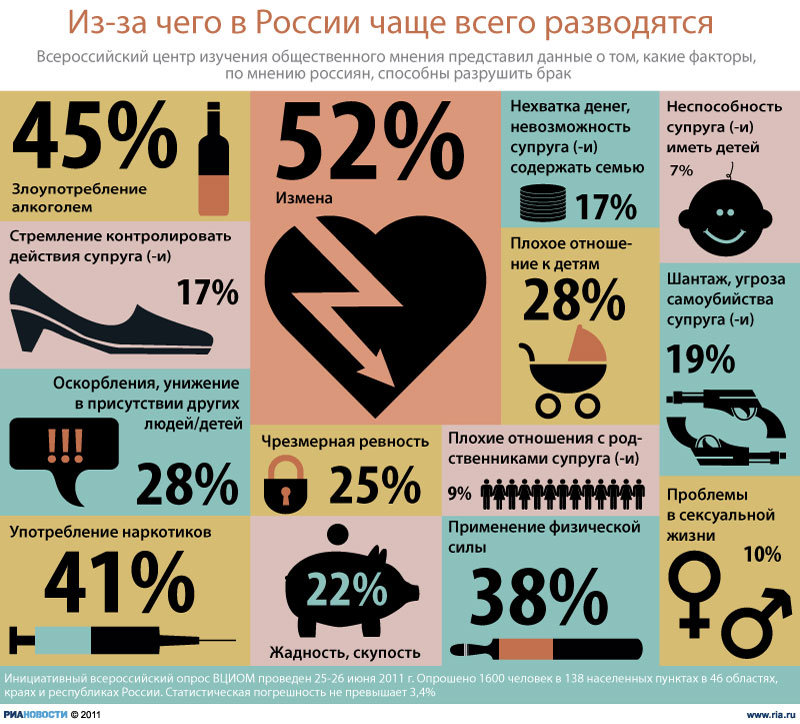 Из-за чего в России чаще всего разводятся
Всероссийский центр изучения общественного мнения представил данные о том, какие факторы,
по мнению россиян, способны разрушить брак
45%
Злоупотребление
алкоголем
52%
Измена
Нехватка денег,
невозможность
супруга (-и)
содержать семью
17%
Неспособность
супруга (-и)
иметь детей
7%
Стремление контролировать
действия супруга (-и)
17%
Плохое отноше-
ние к детям
28%
Шантаж, угроза
самоубийства
супруга (-и)
19%
Оскорбления, унижение
в присутствии других
людей/детей
!!!
28%
Чрезмерная ревность
25%
Плохие отношения с род-
ственниками супруга (-и)
9%
Проблемы
в сексуальной
жизни
10%
Употребление наркотиков
41%
22%
Жадность, скупость
Применение физической
силы
38%
Инициативный всероссийский опрос ВЦИОМ проведен 25-26 июня 2011 г. Опрошено 1600 человек в 138 населенных пунктах в 46 областях,
краях и республиках России. Статистическая погрешность не превышает 3,4%
РИАНОВОСТИ © 2011
www.ria.ru